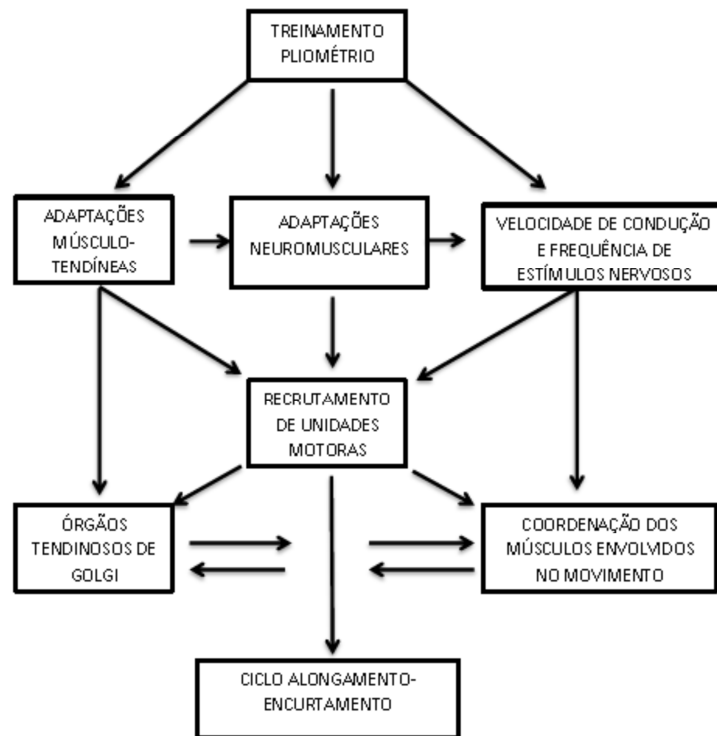 TREINAMENTO
PLIOMÉTRIO
ADAPTAÇÕES
MÚSCULO-
TENDÍNEAS
ADAPTAÇÕES
NEUROMUSCULARES
VELOCIDADE DE CONDUÇÃO
E FREQUÊNCIA DE
ESTÍMULOS NERVOSOS
RECRUTAMENTO
DE UNIDADES
MOTORAS
ÓRGÃOS
TENDINOSOS DE
GOLGI
COORDENAÇÃO DOS
MÚSCULOS ENVOLVIDOS
NO MOVIMENTO
CICLO ALONGAMENTO-
ENCURTAMENTO